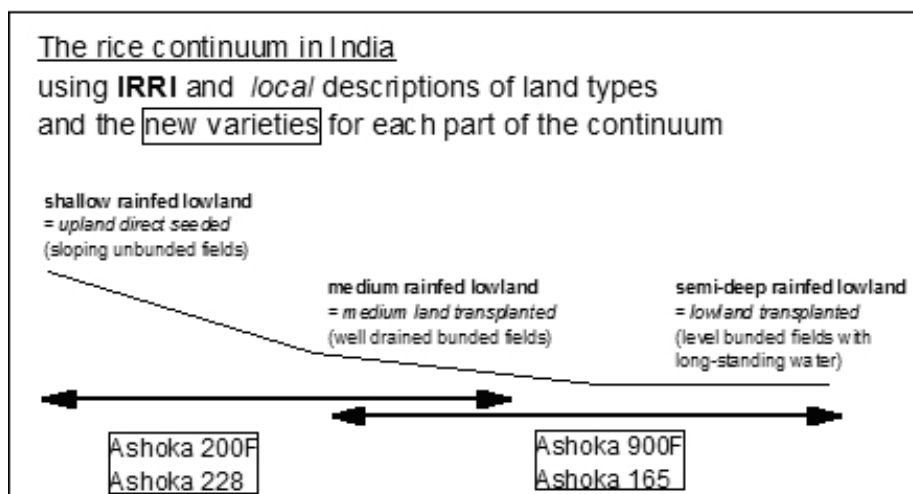 The rice continuum in India
using IRRI and local descriptions of land types
and the new varieties for each part of the continuum
shallow rainfed lowland
= upland direct seeded
(sloping unbunded fields)
medium rainfed lowland
= medium land transplanted
(well drained bunded fields)
semi-deep rainfed lowland
= lowland transplanted
(level bunded fields with
long-standing water)
Ashoka 200F
Ashoka 228
Ashoka 900F
Ashoka 165